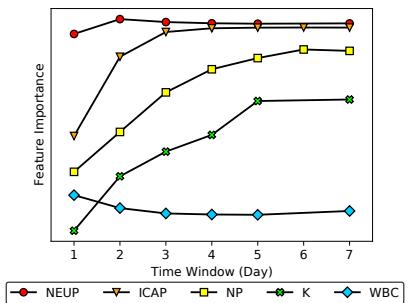 Feature Importance
1 2 3 4 5 6 7
Time Window (Day)
NEUP ICAP NP K WBC